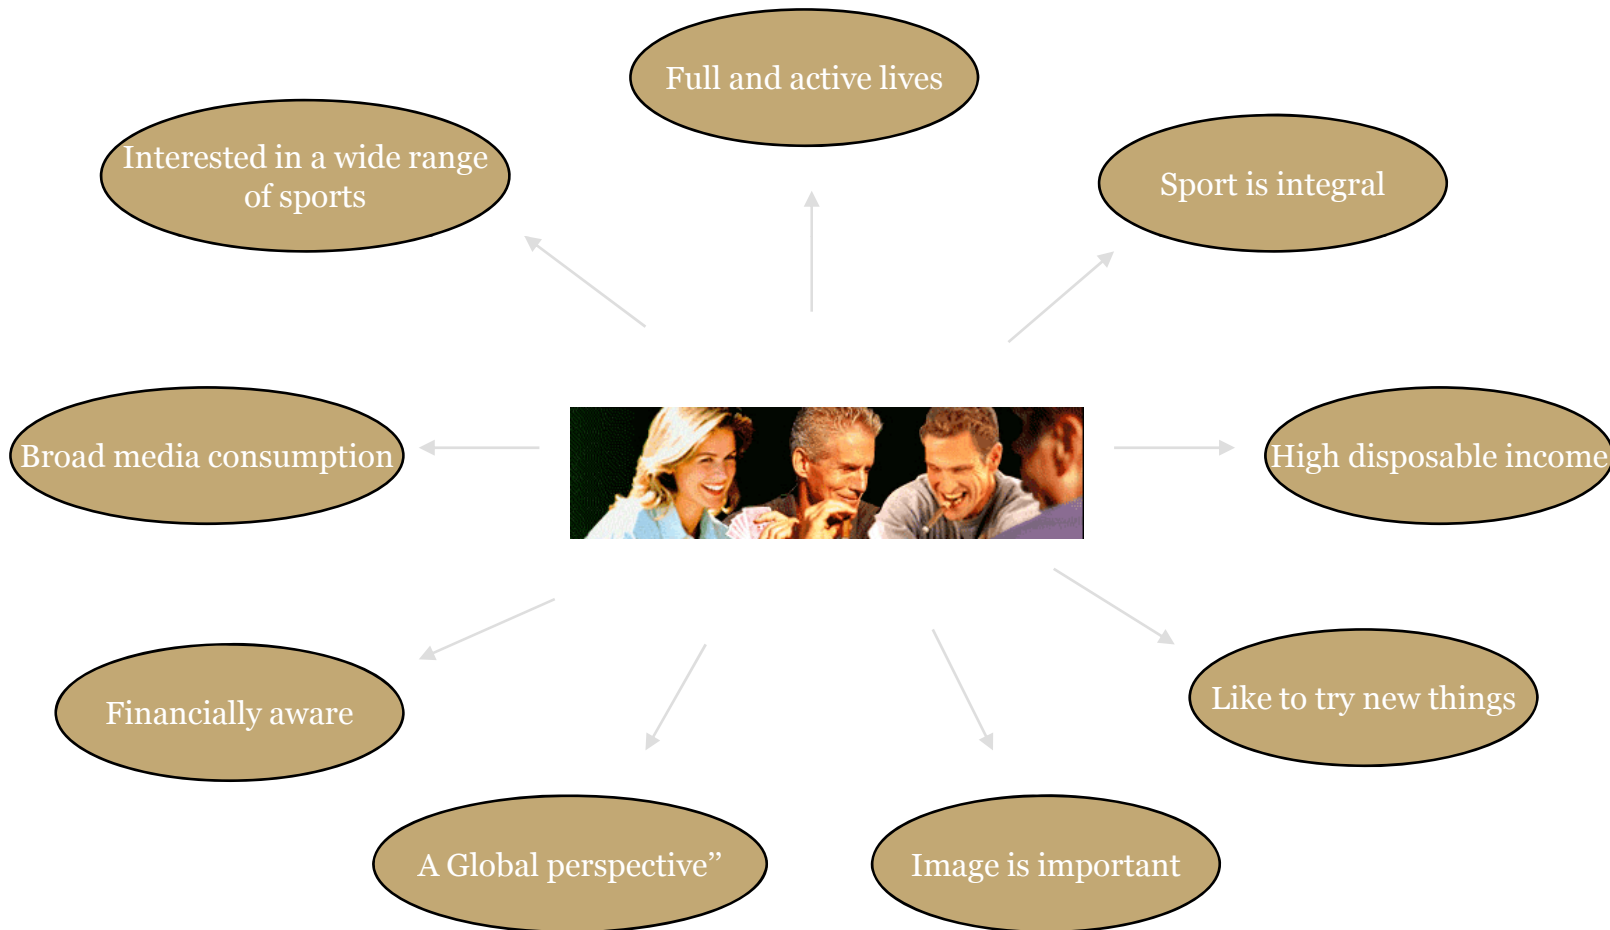 Full and active lives
Interested in a wide range
of sports
Sport is integral
Broad media consumption
High disposable income
Financially aware
Like to try new things
A Global perspective”
Image is important